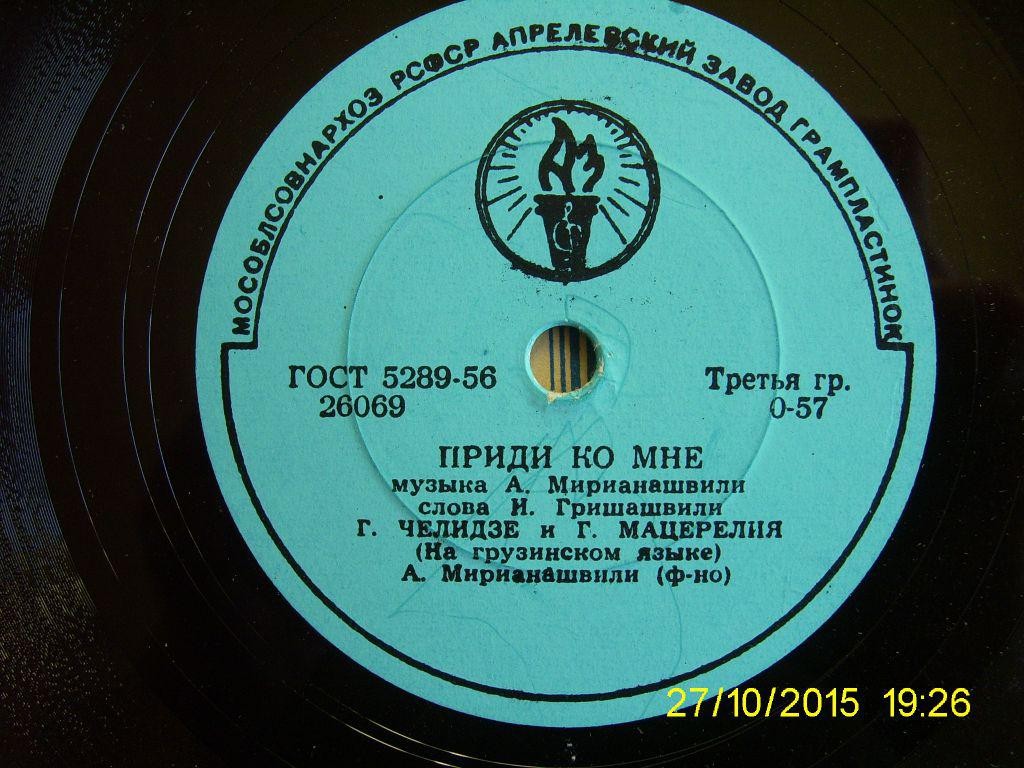 МОСОБЛСОВНАРХОЗ РСФСР АПРЕЛЕВСКИЙ ЗАВОД ГРАМПЛАСТИНОК
АЗ
ГОСТ 5289-56
26069
Третья гр.
0-57
ПРИДИ КО МНЕ
музыка А. Мирианашвили
слова И. Гришашвили
Г. ЧЕЛИДЗЕ и Г. МАЦЕРЕЛИЯ
(На грузинском языке)
А. Мирианашвили (ф-но)
27/10/2015 19:26